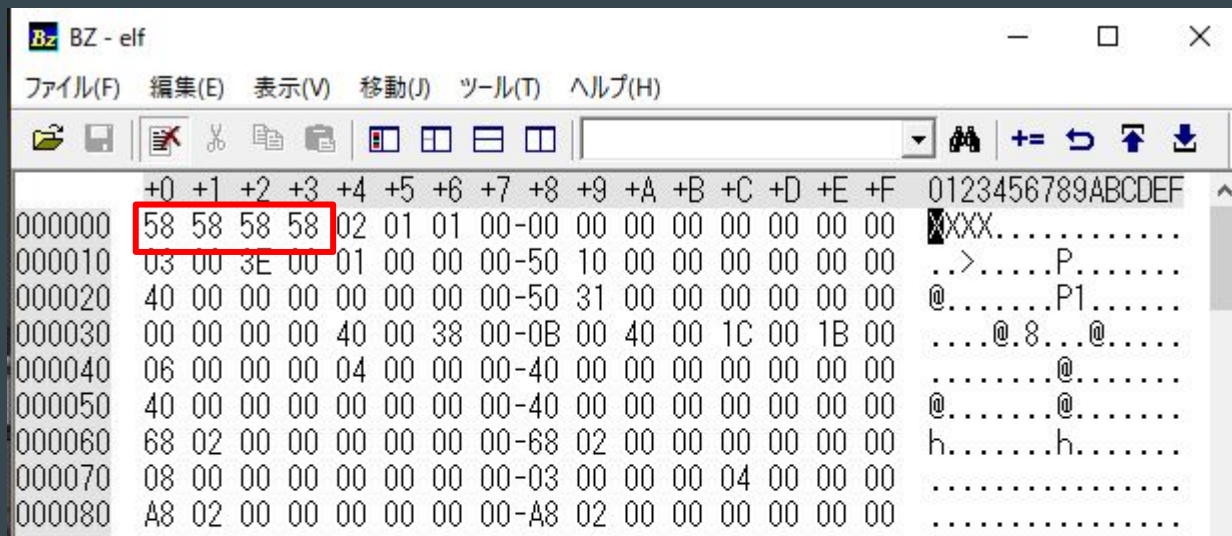 Bz BZ - elf
ファイル(F) 編集(E) 表示(V) 移動(J) ツール(T) ヘルプ(H)
+0 +1 +2 +3 +4 +5 +6 +7 +8 +9 +A +B +C +D +E +F 0123456789ABCDEF
000000 58 58 58 58 02 01 01 00-00 00 00 00 00 00 00 00 XXXX............
000010 03 00 3E 00 01 00 00 00-50 10 00 00 00 00 00 00 ..>.....P.......
000020 40 00 00 00 00 00 00 00-50 31 00 00 00 00 00 00 @.......P1......
000030 00 00 00 00 40 00 38 00-0B 00 40 00 1C 00 1B 00 ....@.8...@.....
000040 06 00 00 00 04 00 00 00-40 00 00 00 00 00 00 00 ........@.......
000050 40 00 00 00 00 00 00 00-40 00 00 00 00 00 00 00 @.......@.......
000060 68 02 00 00 00 00 00 00-68 02 00 00 00 00 00 00 h.......h.......
000070 08 00 00 00 00 00 00 00-03 00 00 00 04 00 00 00 ................
000080 A8 02 00 00 00 00 00 00-A8 02 00 00 00 00 00 00 ................